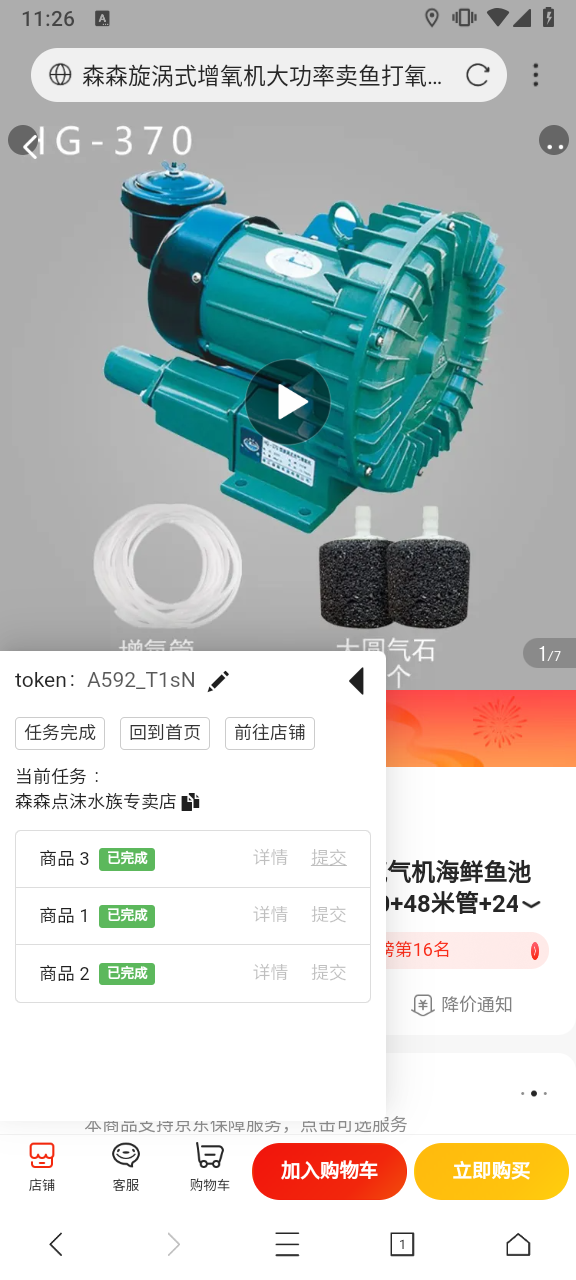 11:26
A
森森旋涡式增氧机大功率卖鱼打氧...
HG-370
增氧管
大圆气石
个
1/7
token： A592_T1sN
任务完成
回到首页
前往店铺
当前任务：
森森点沫水族专卖店
商品 3 已完成 详情 提交
商品 1 已完成 详情 提交
商品 2 已完成 详情 提交
气机海鲜鱼池
0+48米管+24
榜第16名
降价通知
本商品支持京东保障服务，点击可选服务
店铺
客服
购物车
加入购物车
立即购买
1